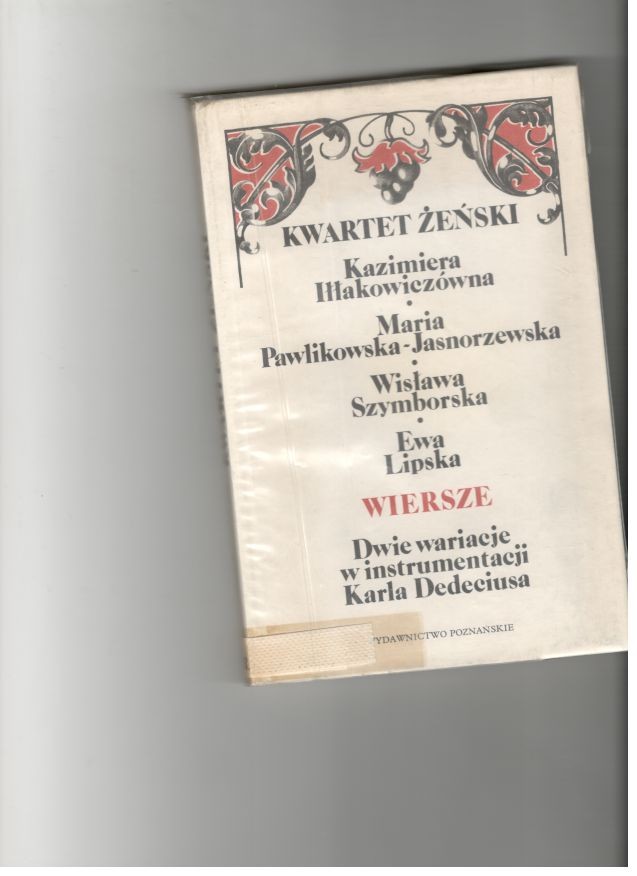 KWARTET ŻEŃSKI
Kazimiera
Iłłakowiczówna
•
Maria
Pawlikowska-Jasnorzewska
•
Wisława
Szymborska
•
Ewa
Lipska
WIERSZE
Dwie wariacje
w instrumentacji
Karla Dedeciusa
YDAWNICTWO POZNAŃSKIE